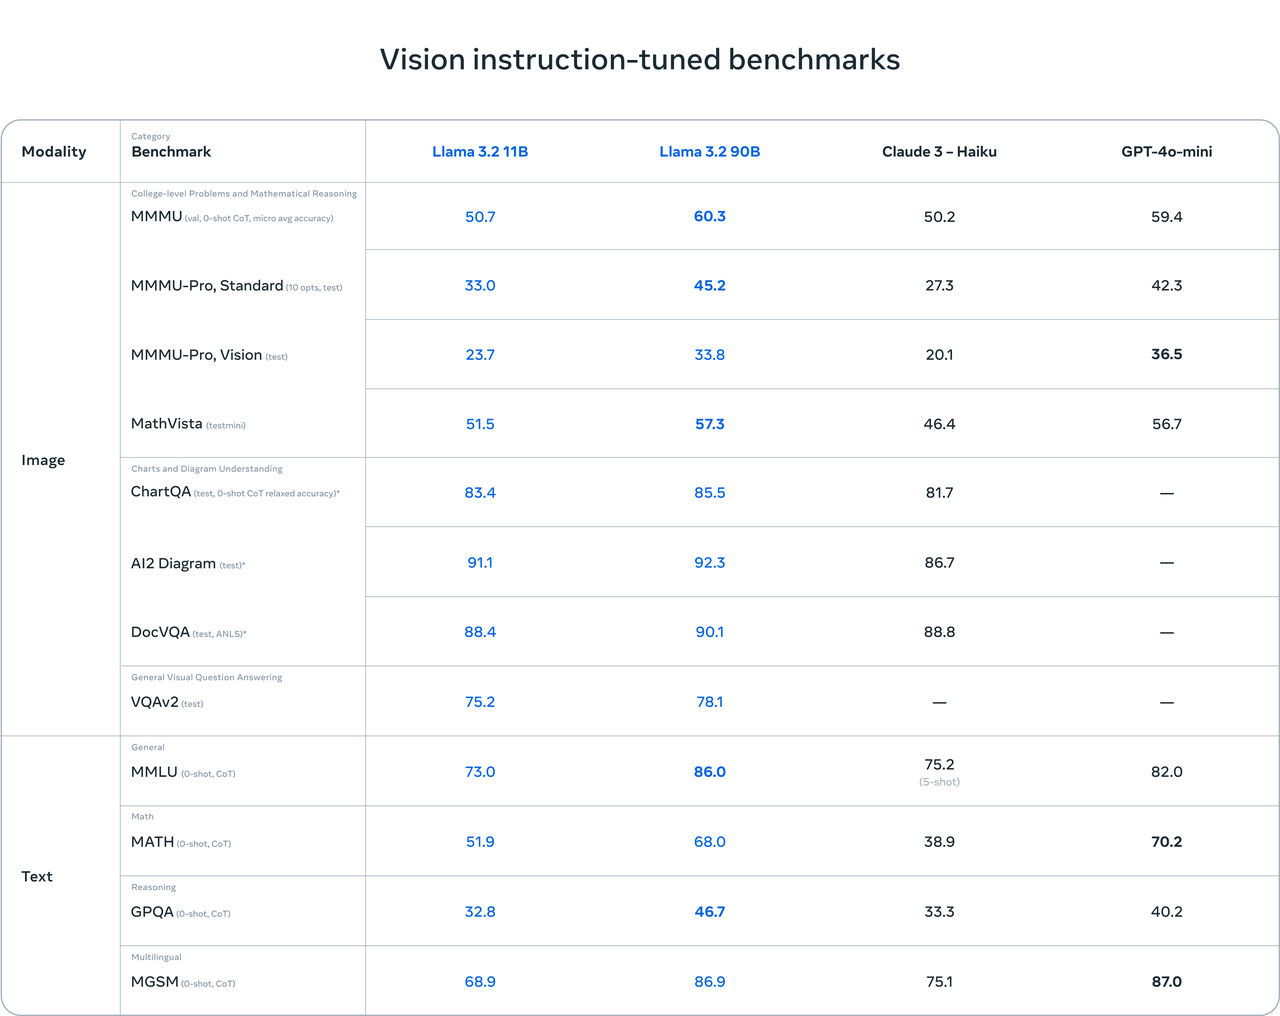 Vision instruction-tuned benchmarks
Category
Modality Benchmark Llama 3.2 11B Llama 3.2 90B Claude 3 – Haiku GPT-4o-mini
College-level Problems and Mathematical Reasoning
MMMU (val, 0-shot CoT, micro avg accuracy) 50.7 60.3 50.2 59.4
MMMU-Pro, Standard (10 opts, test) 33.0 45.2 27.3 42.3
MMMU-Pro, Vision (test) 23.7 33.8 20.1 36.5
MathVista (testmini) 51.5 57.3 46.4 56.7
Image
Charts and Diagram Understanding
ChartQA (test, 0-shot CoT relaxed accuracy)* 83.4 85.5 81.7 —
AI2 Diagram (test)* 91.1 92.3 86.7 —
DocVQA (test, ANLS)* 88.4 90.1 88.8 —
General Visual Question Answering
VQAv2 (test) 75.2 78.1 — —
General
MMLU (0-shot, CoT) 73.0 86.0 75.2 82.0
(5-shot)
Math
MATH (0-shot, CoT) 51.9 68.0 38.9 70.2
Text
Reasoning
GPQA (0-shot, CoT) 32.8 46.7 33.3 40.2
Multilingual
MGSM (0-shot, CoT) 68.9 86.9 75.1 87.0